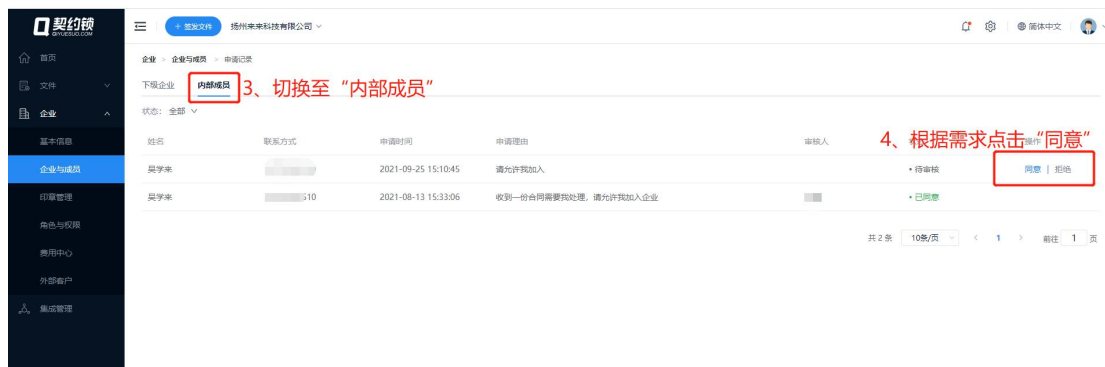 契约锁
QIYUESUO.COM
+ 签发文件
扬州来来科技有限公司
简体中文
首页
文件
企业
基本信息
企业与成员
印章管理
角色与权限
费用中心
外部客户
集成管理
企业 > 企业与成员 > 申请记录
下级企业 内部成员
3、切换至“内部成员”
状态: 全部
4、根据需求点击“同意”
姓名 联系方式 申请时间 申请理由 审核人 操作
吴学来 2021-09-25 15:10:45 请允许我加入 • 待审核 同意 | 拒绝
吴学来 510 2021-08-13 15:33:06 收到一份合同需要我处理，请允许我加入企业 • 已同意
共 2 条 10条/页 < 1 > 前往 1 页